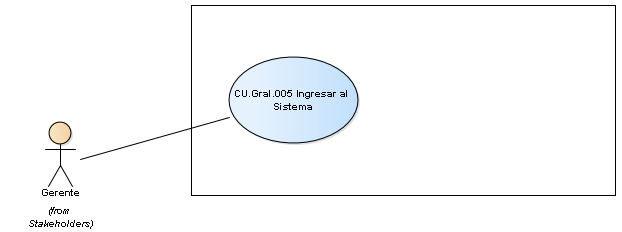 CU.Gral.005 Ingresar al
Sistema
Gerente
(from
Stakeholders)